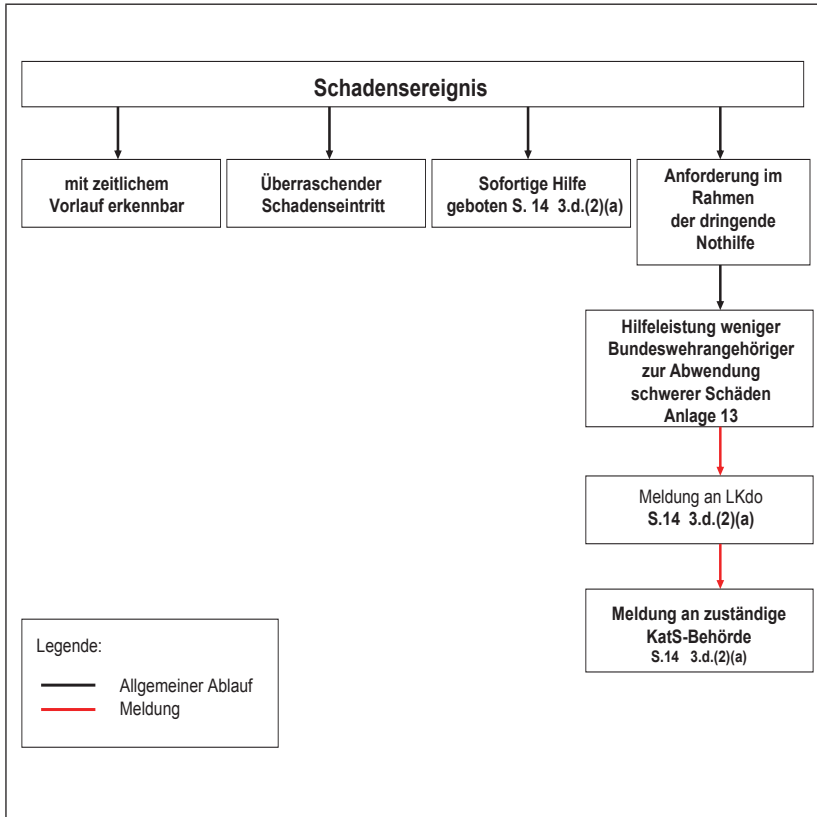 Schadensereignis
mit zeitlichem
Vorlauf erkennbar
Überraschender
Schadenseintritt
Sofortige Hilfe
geboten S. 14 3.d.(2)(a)
Anforderung im
Rahmen
der dringende
Nothilfe
Hilfeleistung weniger
Bundeswehrangehöriger
zur Abwendung
schwerer Schäden
Anlage 13
Meldung an LKdo
S.14 3.d.(2)(a)
Meldung an zuständige
KatS-Behörde
S.14 3.d.(2)(a)
Legende:
Allgemeiner Ablauf
Meldung